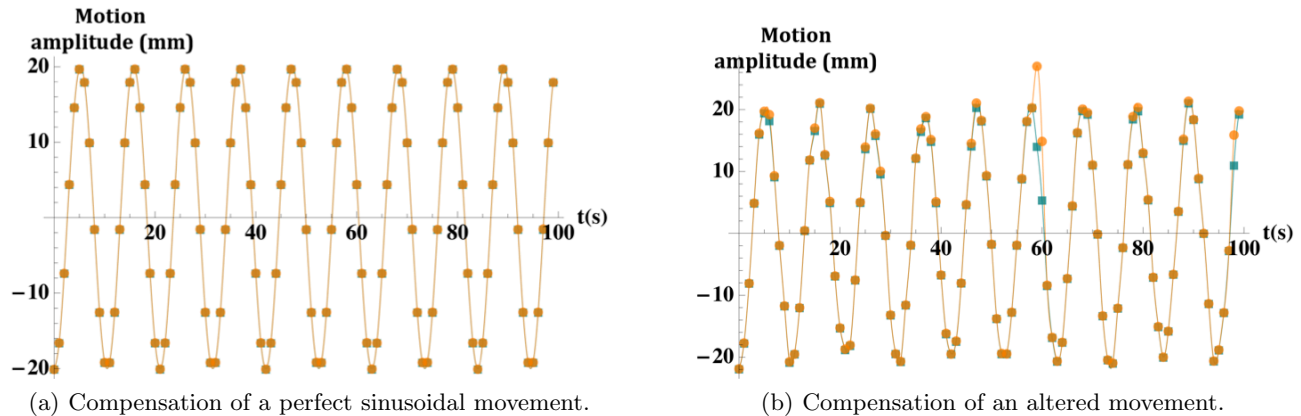 Motion
amplitude (mm)
20
10
−10
−20
20 40 60 80 100
t(s)
(a) Compensation of a perfect sinusoidal movement.
Motion
amplitude (mm)
20
10
−10
−20
20 40 60 80 100
t(s)
(b) Compensation of an altered movement.